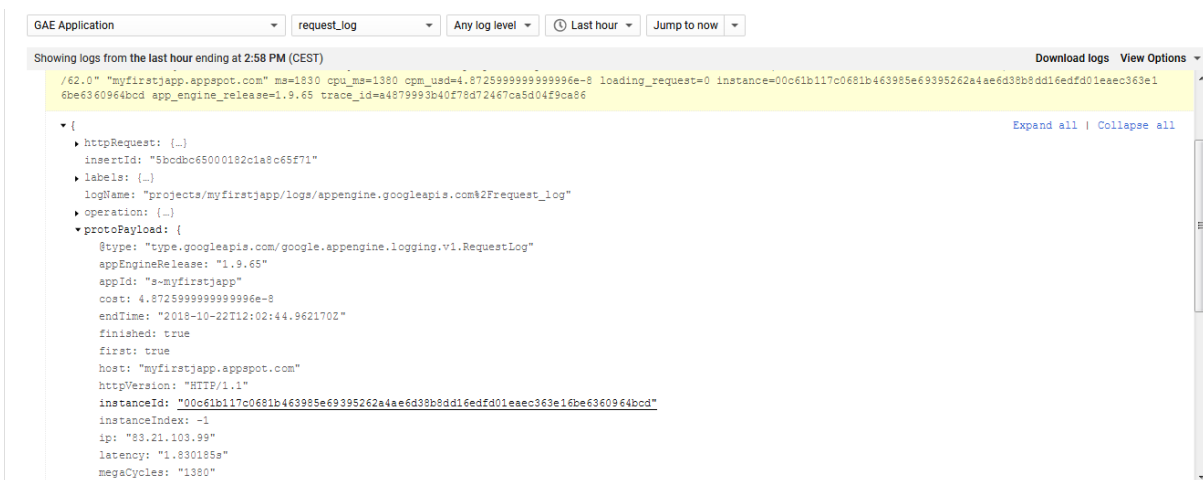 GAE Application
request_log
Any log level
Last hour
Jump to now
Showing logs from the last hour ending at 2:58 PM (CEST)
Download logs View Options
/62.0" "myfirstjapp.appspot.com" ms=1830 cpu_ms=1380 cpm_usd=4.8725999999999996e-8 loading_request=0 instance=00c61b117c0681b463985e69395262a4ae6d38b8dd16edfd01eaec363e1
6be6360964bcd app_engine_release=1.9.65 trace_id=a4879993b40f78d72467ca5d04f9ca86
{
Expand all | Collapse all
httpRequest: {…}
insertId: "5bcdbc65000182c1a8c65f71"
labels: {…}
logName: "projects/myfirstjapp/logs/appengine.googleapis.com%2Frequest_log"
operation: {…}
protoPayload: {
@type: "type.googleapis.com/google.appengine.logging.v1.RequestLog"
appEngineRelease: "1.9.65"
appId: "s~myfirstjapp"
cost: 4.8725999999999996e-8
endTime: "2018-10-22T12:02:44.962170Z"
finished: true
first: true
host: "myfirstjapp.appspot.com"
httpVersion: "HTTP/1.1"
instanceId: "00c61b117c0681b463985e69395262a4ae6d38b8dd16edfd01eaec363e16be6360964bcd"
instanceIndex: -1
ip: "83.21.103.99"
latency: "1.830185s"
megaCycles: "1380"